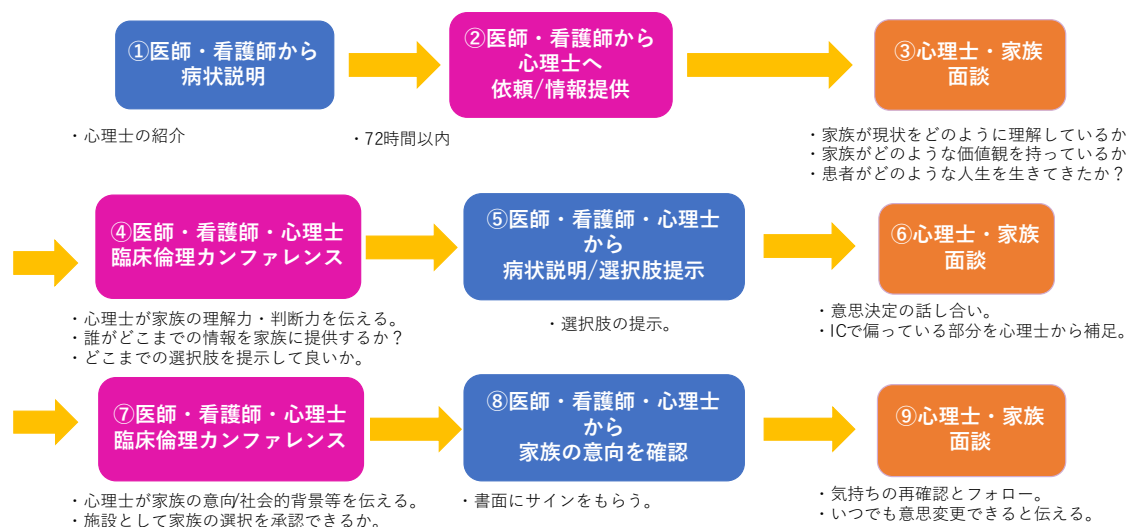 ①医師・看護師から
病状説明
②医師・看護師から
心理士へ
依頼/情報提供
③心理士・家族
面談
・心理士の紹介
・72時間以内
・家族が現状をどのように理解しているか
・家族がどのような価値観を持っているか
・患者がどのような人生を生きてきたか？
④医師・看護師・心理士
臨床倫理カンファレンス
⑤医師・看護師・心理士
から
病状説明/選択肢提示
⑥心理士・家族
面談
・心理士が家族の理解力・判断力を伝える。
・誰がどこまでの情報を家族に提供するか？
・どこまでの選択肢を提示して良いか。
・選択肢の提示。
・意思決定の話し合い。
・ICで偏っている部分を心理士から補足。
⑦医師・看護師・心理士
臨床倫理カンファレンス
⑧医師・看護師・心理士
から
家族の意向を確認
⑨心理士・家族
面談
・心理士が家族の意向/社会的背景等を伝える。
・施設として家族の選択を承認できるか。
・書面にサインをもらう。
・気持ちの再確認とフォロー。
・いつでも意思変更できると伝える。